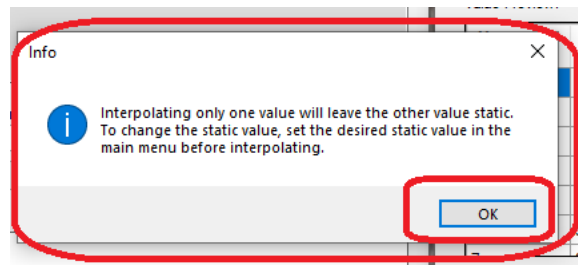 Info
Interpolating only one value will leave the other value static.
To change the static value, set the desired static value in the
main menu before interpolating.
OK